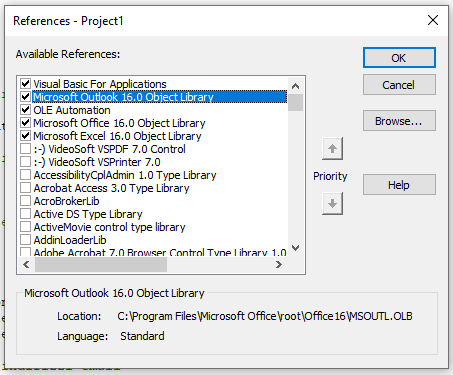 References - Project1
Available References:
OK
Visual Basic For Applications
Microsoft Outlook 16.0 Object Library
Cancel
OLE Automation
Microsoft Office 16.0 Object Library
Microsoft Excel 16.0 Object Library
Browse...
:-) VideoSoft VSPDF 7.0 Control
:-) VideoSoft VSPrinter 7.0
AccessibilityCplAdmin 1.0 Type Library
Priority
Acrobat Access 3.0 Type Library
Help
AcroBrokerLib
Active DS Type Library
ActiveMovie control type library
AddinLoaderLib
Adobe Acrobat 7.0 Browser Control Type Library 1.0
Microsoft Outlook 16.0 Object Library
Location: C:\Program Files\Microsoft Office\root\Office16\MSOUTL.OLB
Language: Standard